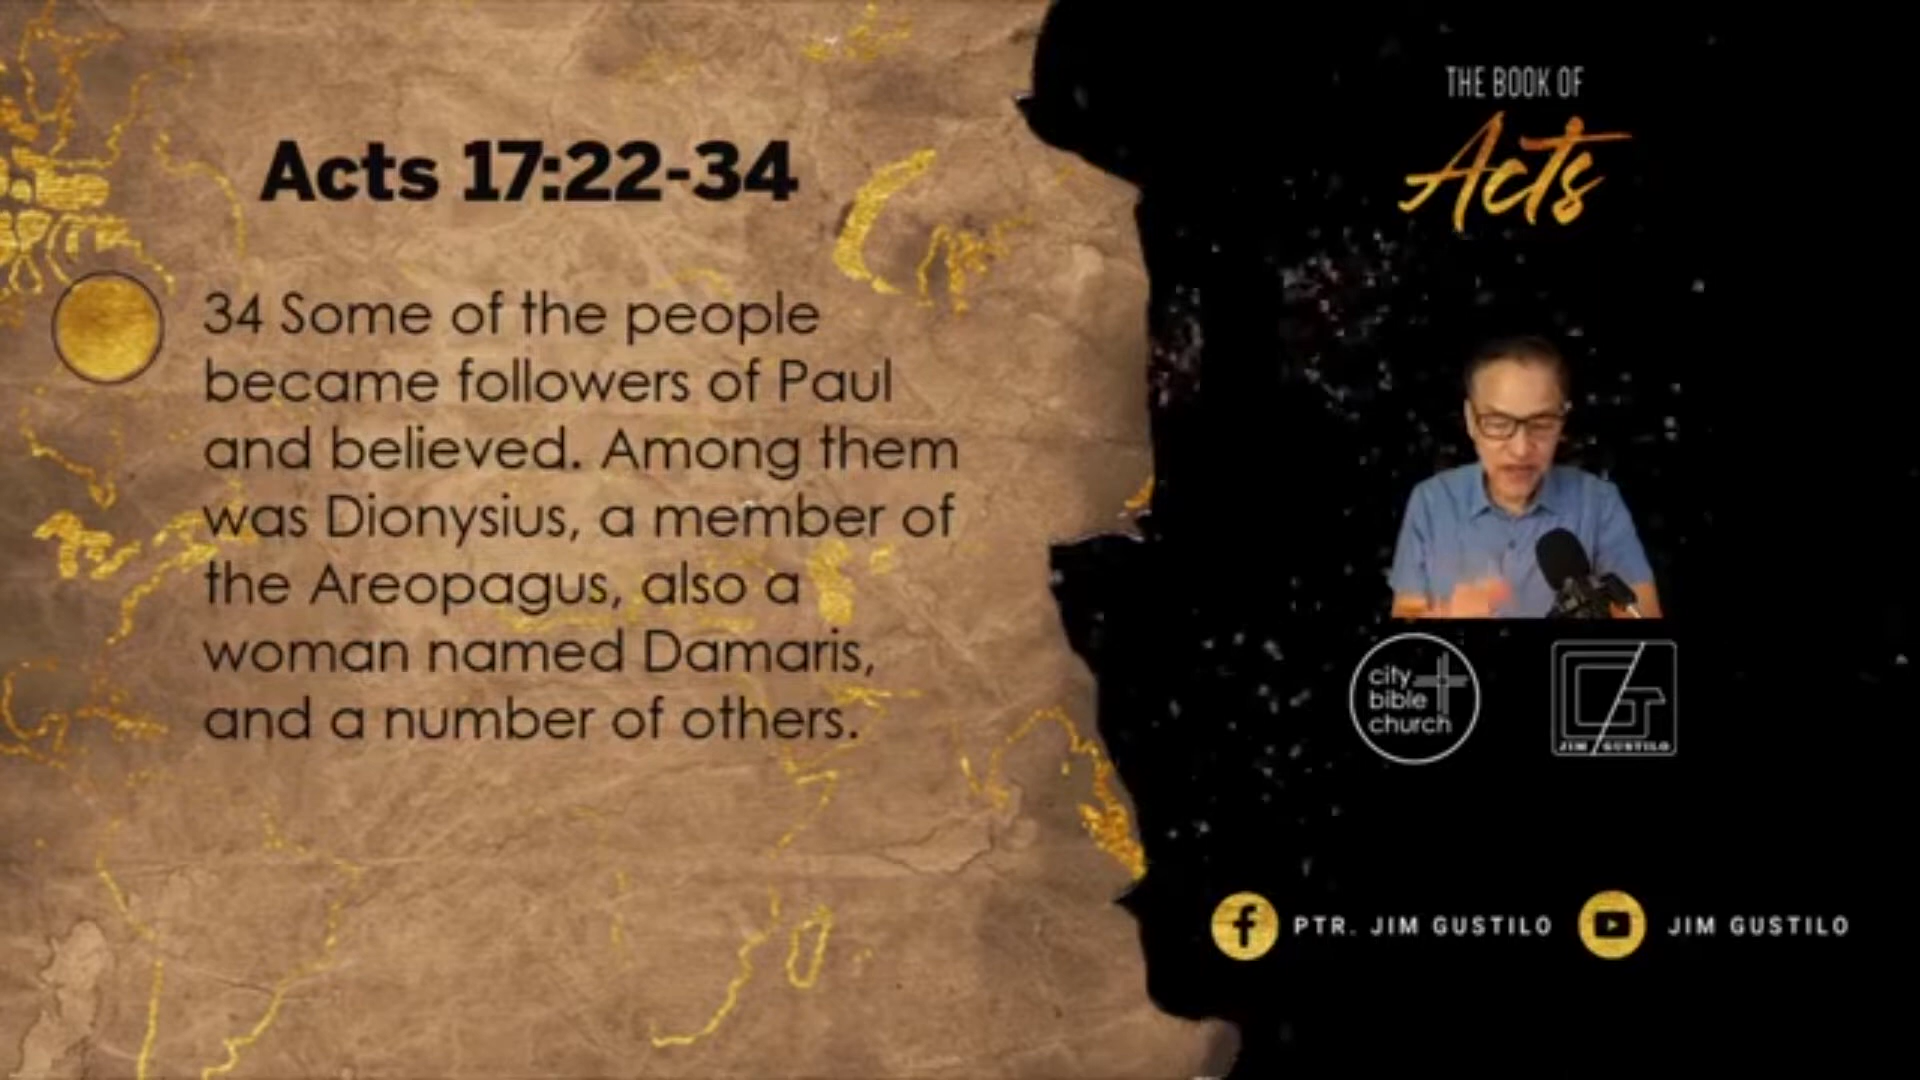 Acts 17:22-34
34 Some of the people
became followers of Paul
and believed. Among them
was Dionysius, a member of
the Areopagus, also a
woman named Damaris,
and a number of others.
THE BOOK OF
Acts
city
bible
church
JIM GUSTILO
PTR. JIM GUSTILO
JIM GUSTILO